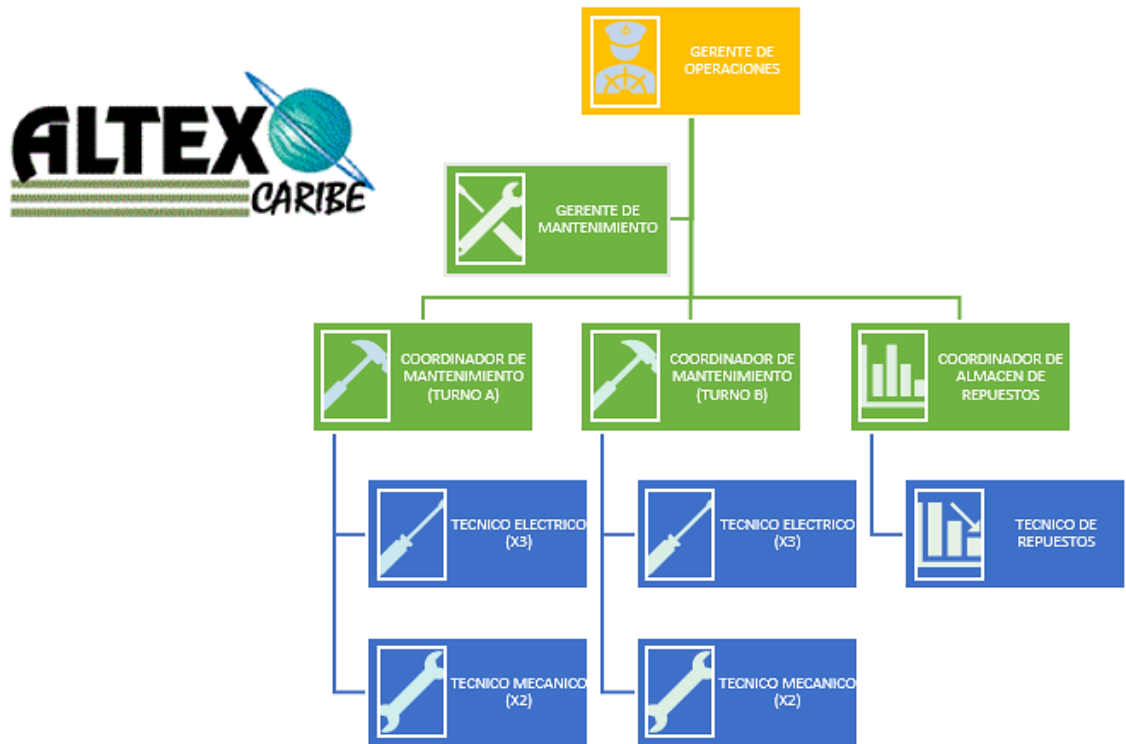 ALTEX
CARIBE
GERENTE DE
OPERACIONES
GERENTE DE
MANTENIMIENTO
COORDINADOR DE
MANTENIMIENTO
(TURNO A)
COORDINADOR DE
MANTENIMIENTO
(TURNO B)
COORDINADOR DE
ALMACEN DE
REPUESTOS
TECNICO ELECTRICO
(X3)
TECNICO ELECTRICO
(X3)
TECNICO DE
REPUESTOS
TECNICO MECANICO
(X2)
TECNICO MECANICO
(X2)